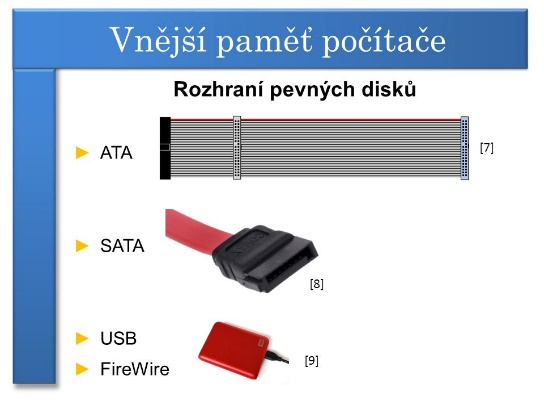 Vnější paměť počítače
Rozhraní pevných disků
► ATA
[7]
► SATA
[8]
► USB
► FireWire
[9]